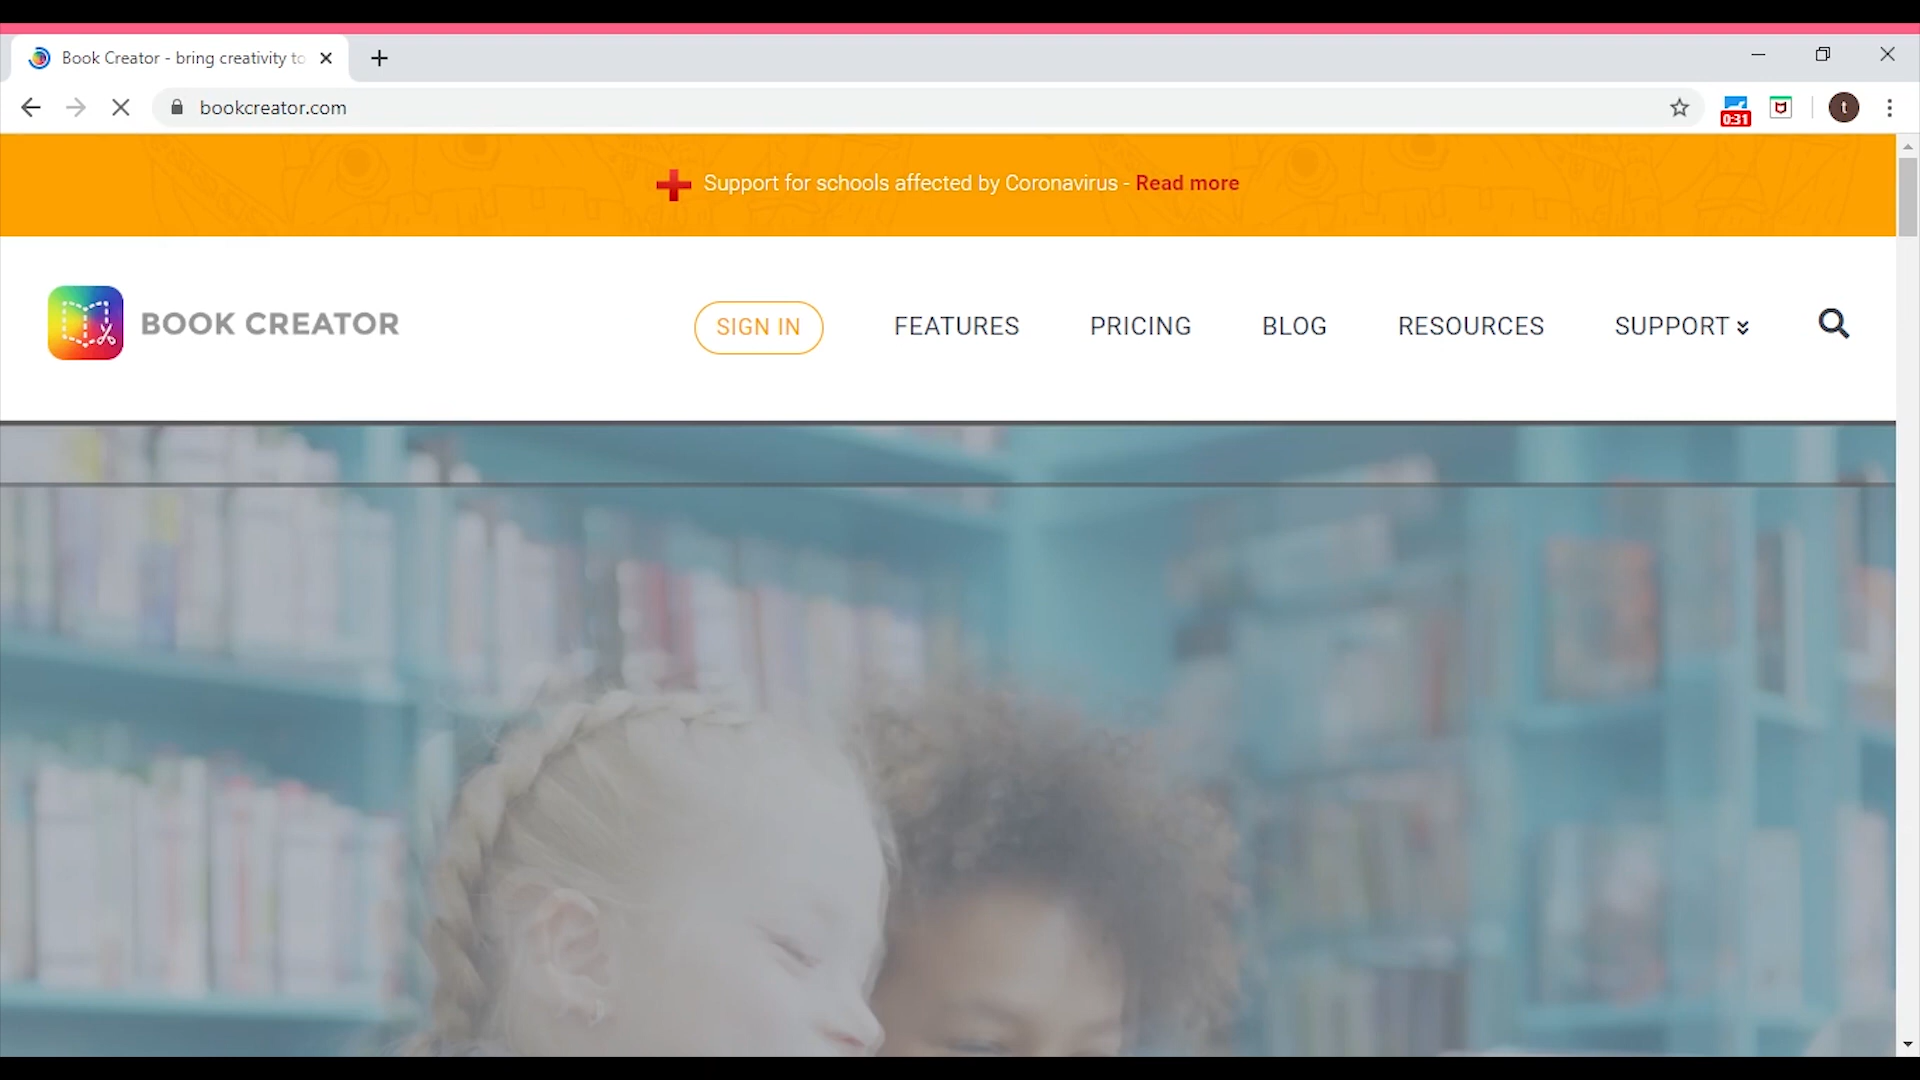 Book Creator - bring creativity to
bookcreator.com
0:31
t
Support for schools affected by Coronavirus - Read more
BOOK CREATOR
SIGN IN FEATURES PRICING BLOG RESOURCES SUPPORT